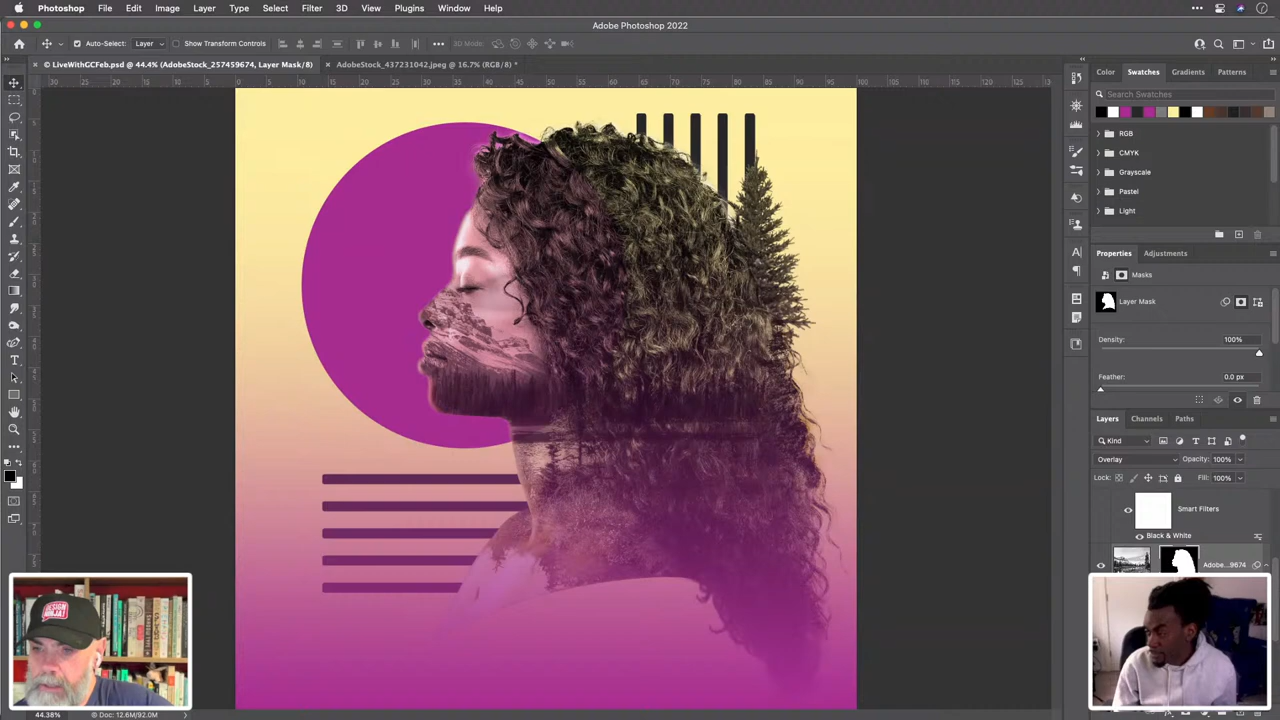 Photoshop File Edit Image Layer Type Select Filter 3D View Plugins Window Help
Adobe Photoshop 2022
Auto-Select: Layer Show Transform Controls 3D Mode:
© LiveWithGCFeb.psd @ 44.4% (AdobeStock_257459674, Layer Mask/8) AdobeStock_437231042.jpeg @ 16.7% (RGB/8) *
Color Swatches Gradients Patterns
Search Swatches
RGB
CMYK
Grayscale
Pastel
Light
Properties Adjustments
Masks
Layer Mask
Density: 100%
Feather: 0.0 px
Layers Channels Paths
Kind
Overlay Opacity: 100%
Lock: Fill: 100%
Smart Filters
Black & White
Adobe...9674
DESIGN
NINJA!
44.38% © Doc: 12.6M/92.0M